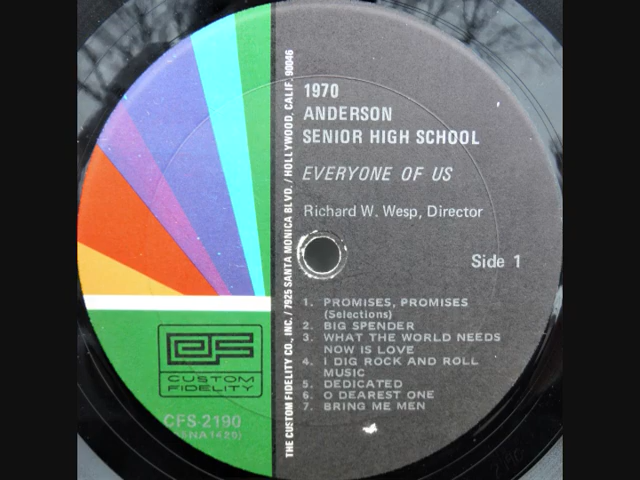 1970
ANDERSON
SENIOR HIGH SCHOOL
EVERYONE OF US
Richard W. Wesp, Director
Side 1
1. PROMISES, PROMISES
(Selections)
2. BIG SPENDER
3. WHAT THE WORLD NEEDS
NOW IS LOVE
4. I DIG ROCK AND ROLL
MUSIC
5. DEDICATED
6. O DEAREST ONE
7. BRING ME MEN
THE CUSTOM FIDELITY CO., INC. / 7925 SANTA MONICA BLVD. / HOLLYWOOD, CALIF. 90046
CF
CUSTOM
FIDELITY
CFS-2190